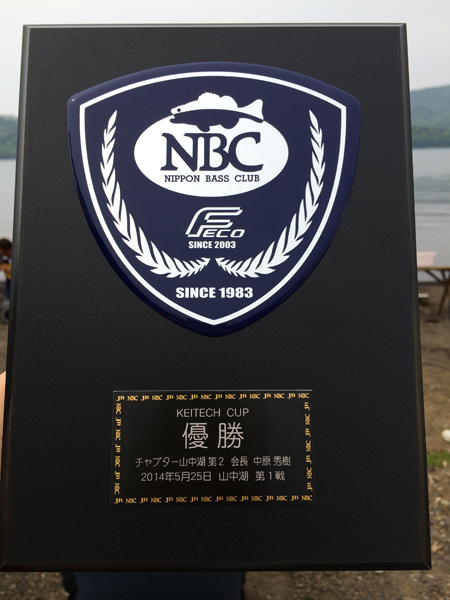 NBC
NIPPON BASS CLUB
FECO
SINCE 2003
SINCE 1983
KEITECH CUP
優勝
チャプター山中湖第2 会長 中原 秀樹
2014年5月25日 山中湖 第1戦